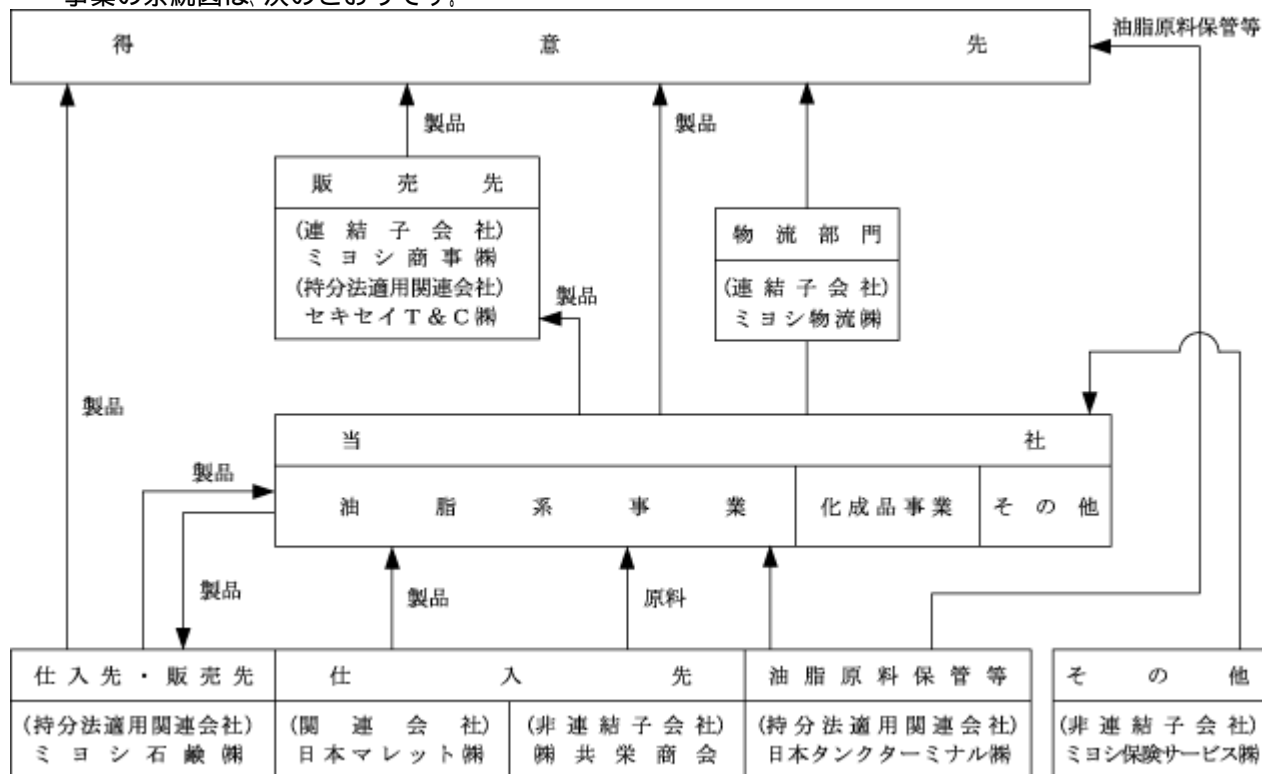 事業の系統図は、次のとおりです。
得意先
油脂原料保管等
製品
製品
販売先
(連結子会社)
ミヨシ商事㈱
(持分法適用関連会社)
セキセイT&C㈱
物流部門
(連結子会社)
ミヨシ物流㈱
製品
製品
当社
油脂系事業
化成品事業
その他
製品
製品
製品
原料
仕入先・販売先
(持分法適用関連会社)
ミヨシ石鹸㈱
仕入先
(関連会社)
日本マレット㈱
(非連結子会社)
㈱共栄商会
油脂原料保管等
(持分法適用関連会社)
日本タンクターミナル㈱
その他
(非連結子会社)
ミヨシ保険サービス㈱